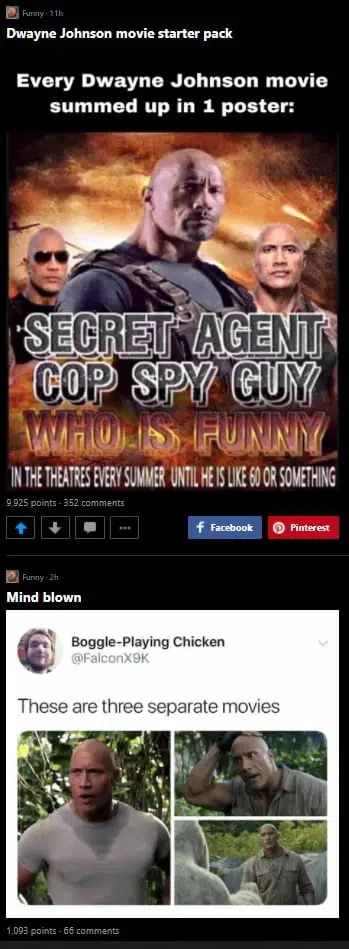 Funny · 11h
Dwayne Johnson movie starter pack
Every Dwayne Johnson movie
summed up in 1 poster:
SECRET AGENT
COP SPY GUY
WHO IS FUNNY
IN THE THEATRES EVERY SUMMER UNTIL HE IS LIKE 60 OR SOMETHING
9,925 points · 352 comments
Facebook
Pinterest
Funny · 2h
Mind blown
Boggle-Playing Chicken
@FalconX9K
These are three separate movies
1,093 points · 66 comments